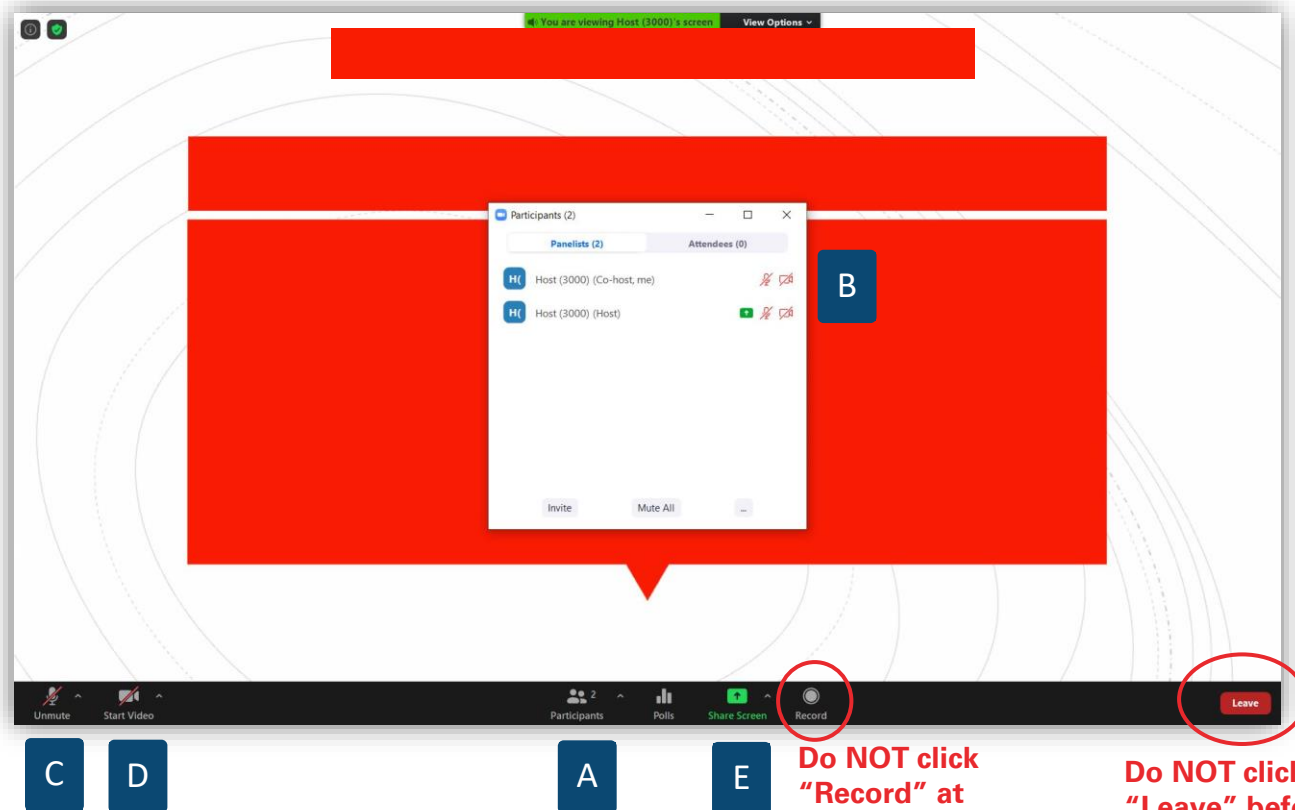 You are viewing Host (3000)'s screen
View Options
Participants (2)
Panelists (2)
Attendees (0)
H( Host (3000) (Co-host, me)
B
H( Host (3000) (Host)
Invite
Mute All
...
2
Unmute
Start Video
Participants
Polls
Share Screen
Record
Leave
C
D
A
E
Do NOT click
"Record" at
Do NOT click
"Leave" befo